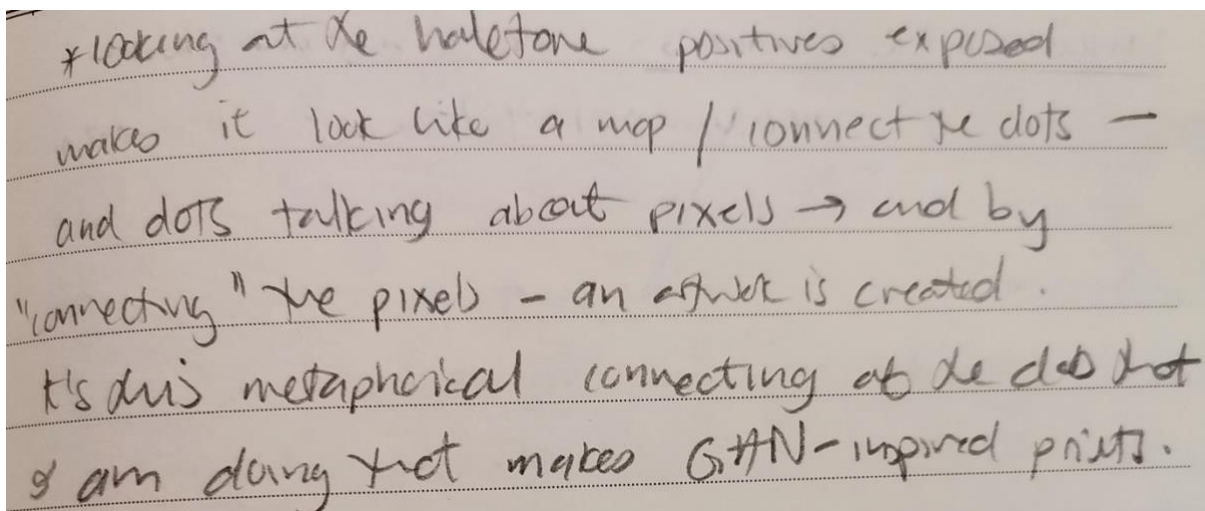 *looking at the halftone positives exposed
makes it look like a map / connect the dots —
and dots talking about pixels → and by
"connecting" the pixels - an artwork is created.
It's this metaphorical connecting of the dots that
I am doing that makes GAN-inspired prints.